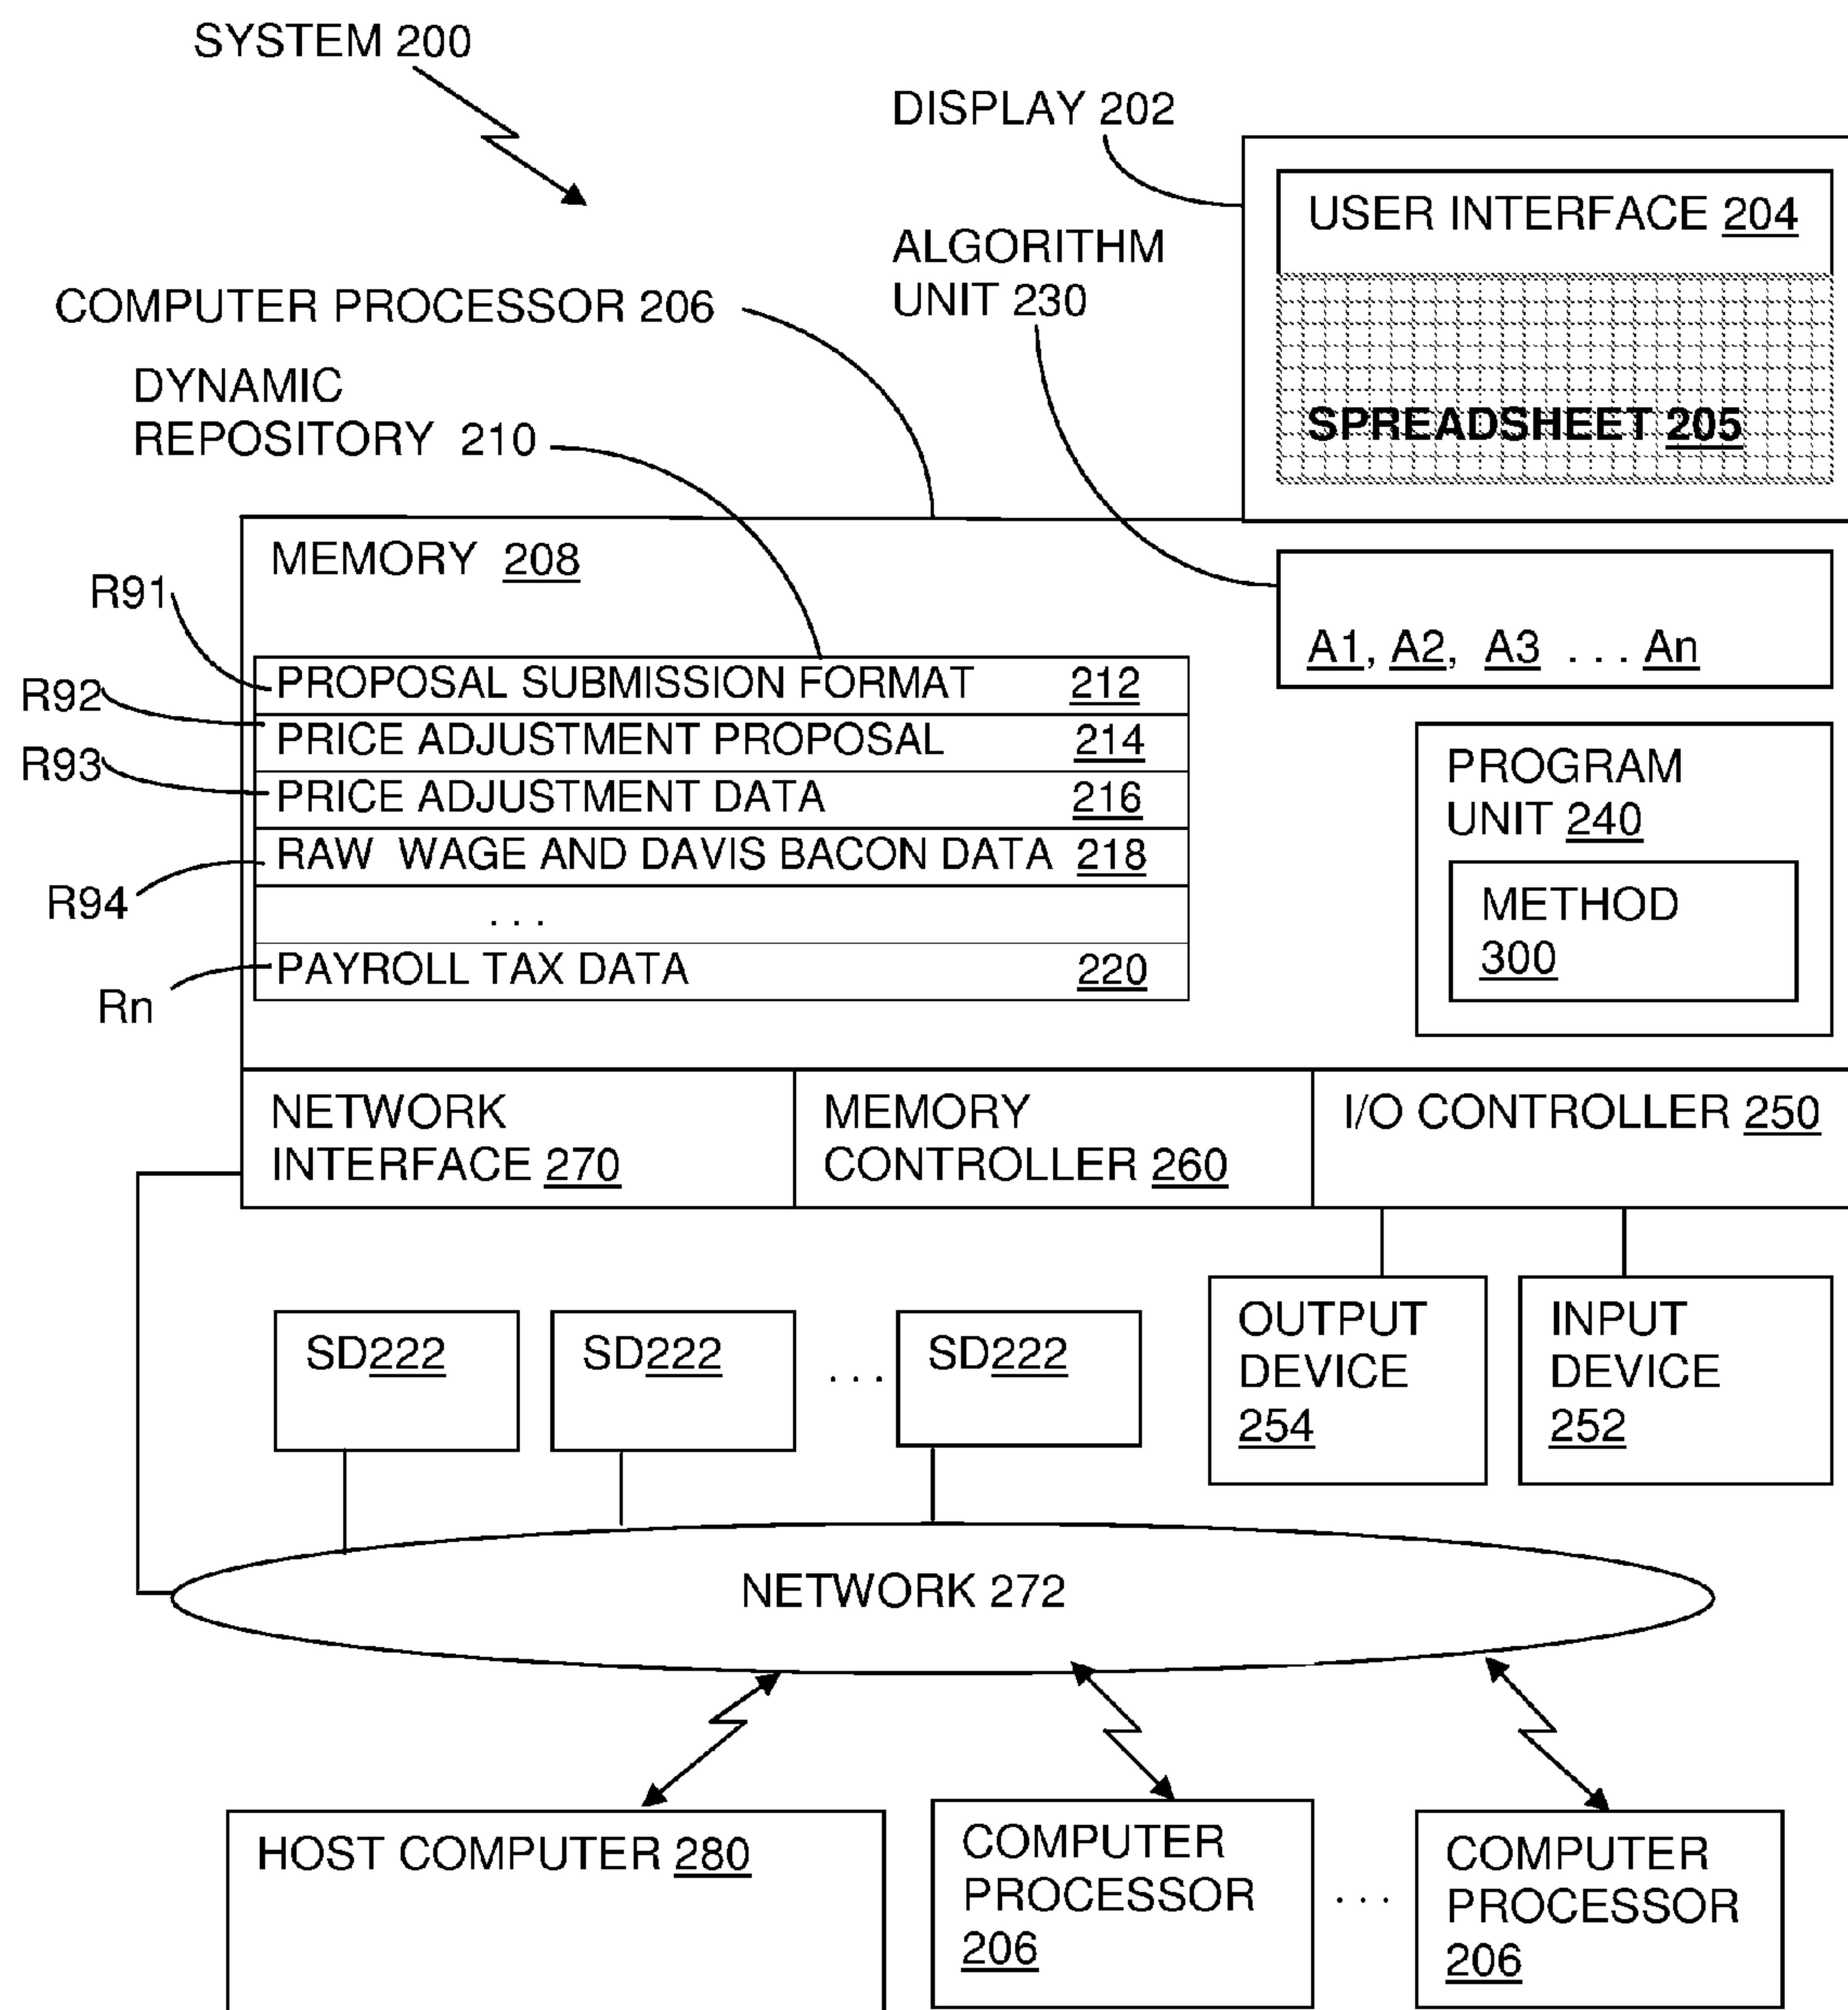 SYSTEM 200
DISPLAY 202
USER INTERFACE 204
ALGORITHM
UNIT 230
COMPUTER PROCESSOR 206
DYNAMIC
REPOSITORY 210
SPREADSHEET 205
MEMORY 208
R91
A1, A2, A3 . . . An
PROPOSAL SUBMISSION FORMAT 212
R92
PRICE ADJUSTMENT PROPOSAL 214
R93
PRICE ADJUSTMENT DATA 216
RAW WAGE AND DAVIS BACON DATA 218
R94
. . .
PAYROLL TAX DATA 220
Rn
PROGRAM
UNIT 240
METHOD
300
NETWORK
INTERFACE 270
MEMORY
CONTROLLER 260
I/O CONTROLLER 250
SD222
SD222
. . .
SD222
OUTPUT
DEVICE
254
INPUT
DEVICE
252
NETWORK 272
HOST COMPUTER 280
COMPUTER
PROCESSOR
206
. . .
COMPUTER
PROCESSOR
206